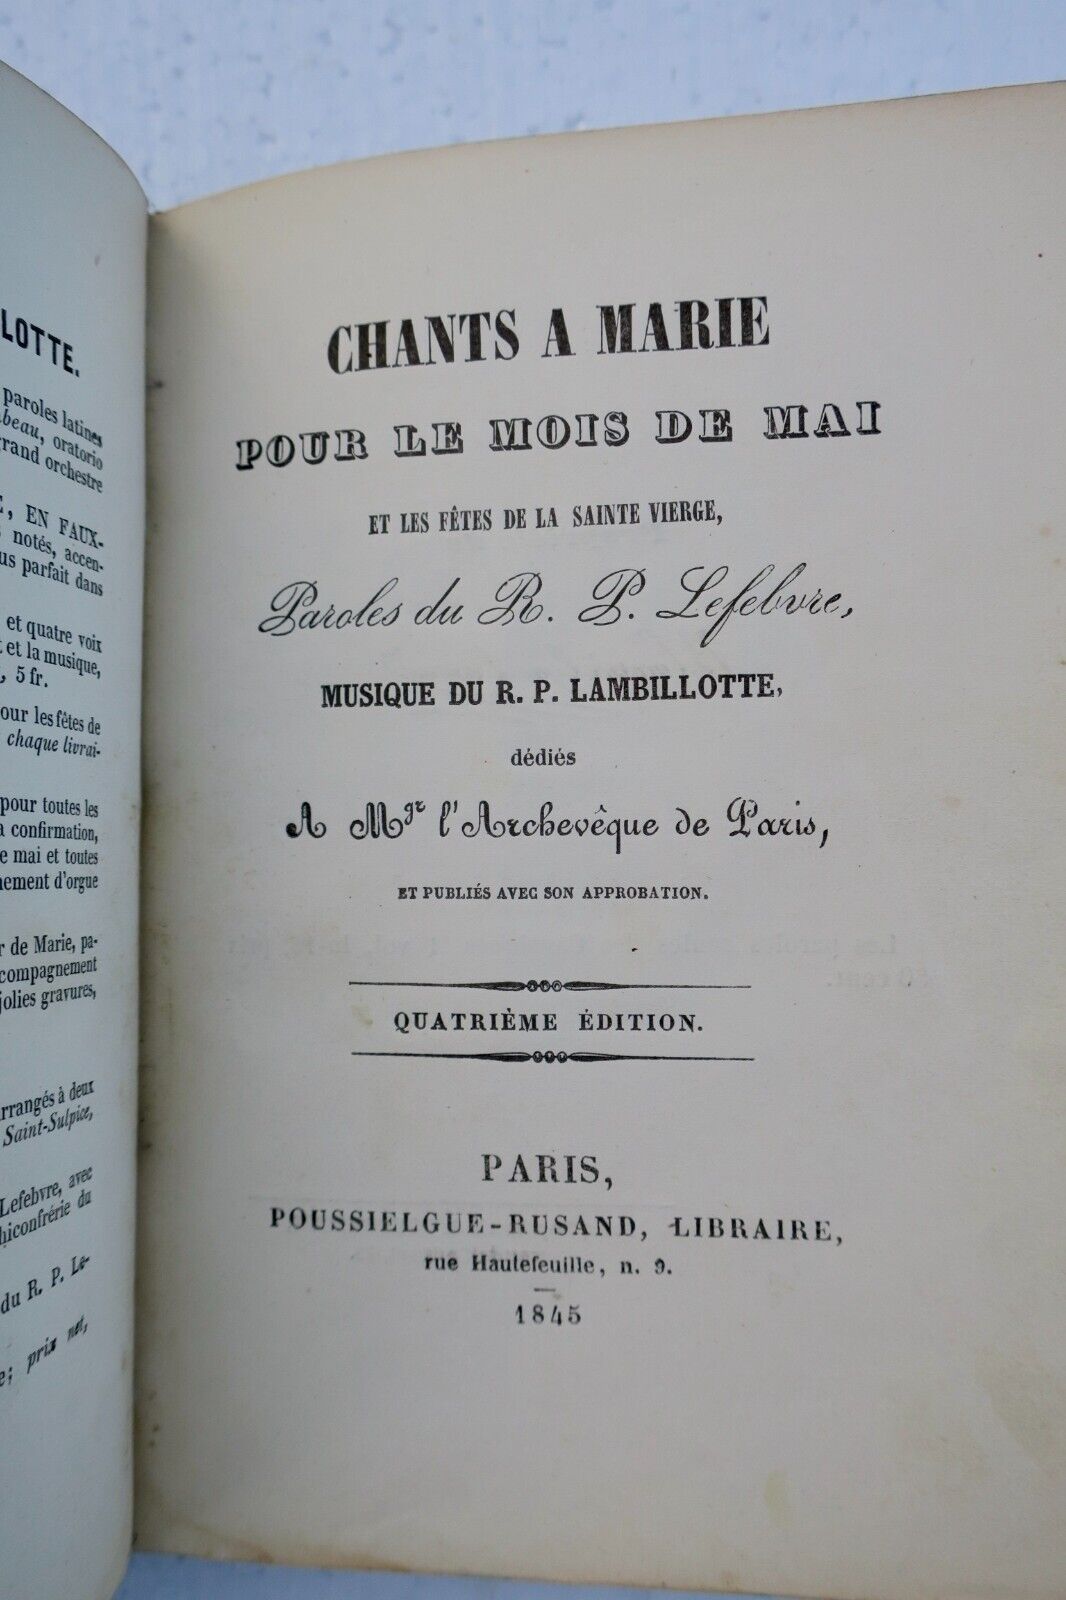 LOTTE.
paroles latines
beau, oratorio
grand orchestre
, EN FAUX-
notés, accen-
us parfait dans
et quatre voix
et la musique,
, 5 fr.
our les fêtes de
chaque livrai-
pour toutes les
a confirmation,
e mai et toutes
nement d'orgue
r de Marie, pa-
compagnement
jolies gravures,
rrangés à deux
Saint-Sulpice,
Lefebvre, avec
hiconfrérie du
du R. P. Le-
e; prix net,
CHANTS A MARIE
POUR LE MOIS DE MAI
ET LES FÊTES DE LA SAINTE VIERGE,
Paroles du R. P. Lefebvre,
MUSIQUE DU R. P. LAMBILLOTTE,
dédiés
A Mgr l'Archevêque de Paris,
ET PUBLIÉS AVEC SON APPROBATION.
QUATRIÈME ÉDITION.
PARIS,
POUSSIELGUE-RUSAND, LIBRAIRE,
rue Hautefeuille, n. 9.
1845